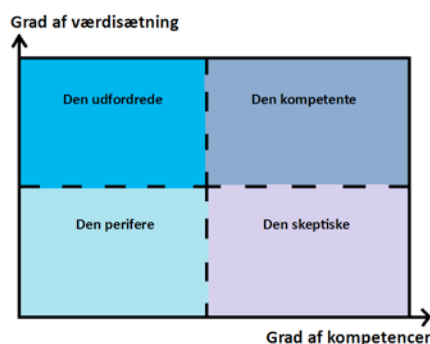 Grad af værdisætning
Den udfordrede
Den kompetente
Den perifere
Den skeptiske
Grad af kompetencer